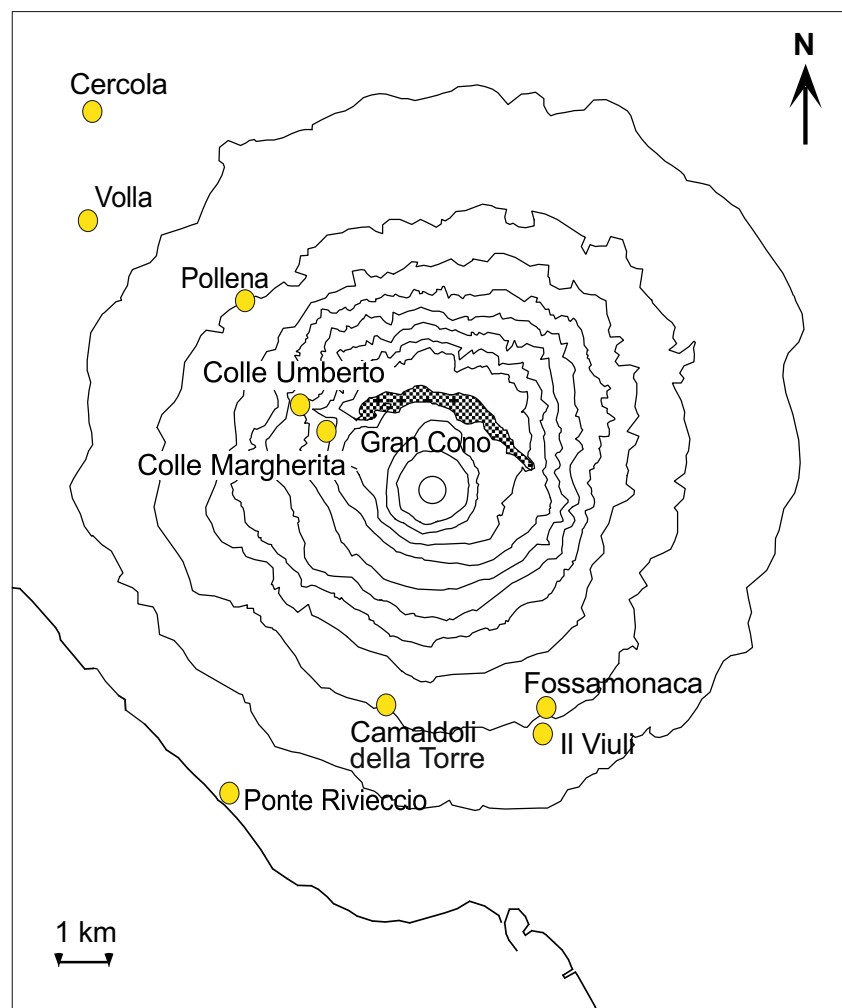 N
Cercola
Volla
Pollena
Colle Umberto
Gran Cono
Colle Margherita
Fossamonaca
Camaldoli
della Torre
Il Viuli
Ponte Rivieccio
1 km